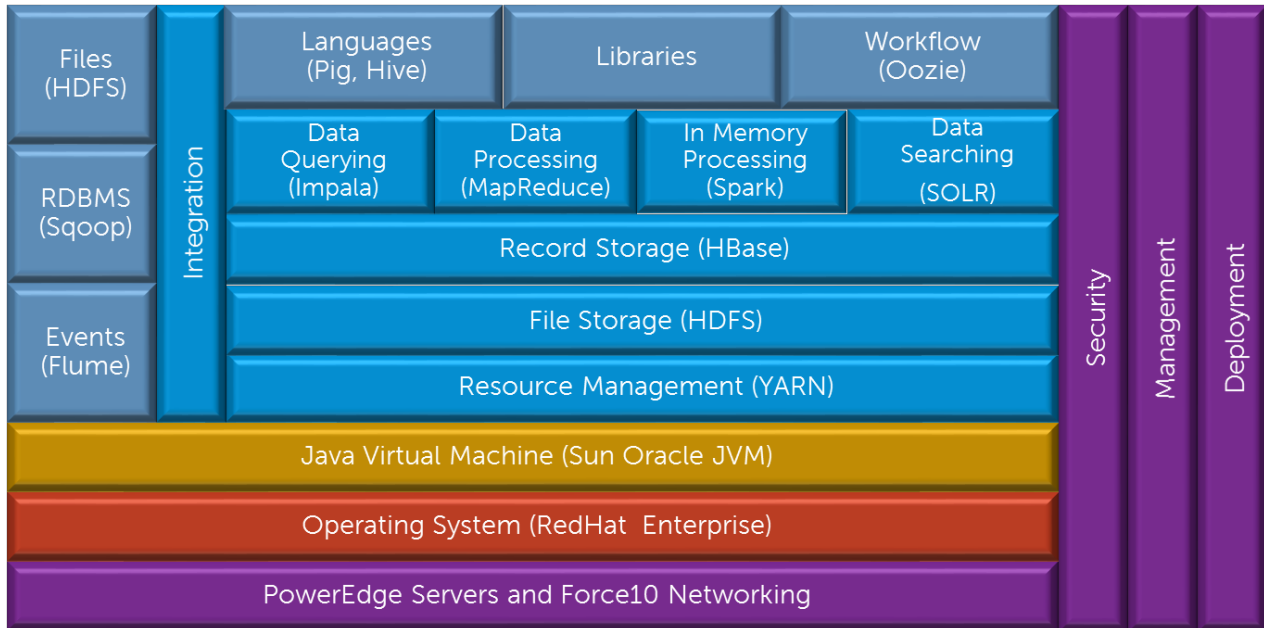 Files
(HDFS)
RDBMS
(Sqoop)
Events
(Flume)
Integration
Languages
(Pig, Hive)
Libraries
Workflow
(Oozie)
Data
Querying
(Impala)
Data
Processing
(MapReduce)
In Memory
Processing
(Spark)
Data
Searching
(SOLR)
Record Storage (HBase)
File Storage (HDFS)
Resource Management (YARN)
Java Virtual Machine (Sun Oracle JVM)
Operating System (RedHat Enterprise)
PowerEdge Servers and Force10 Networking
Security
Management
Deployment